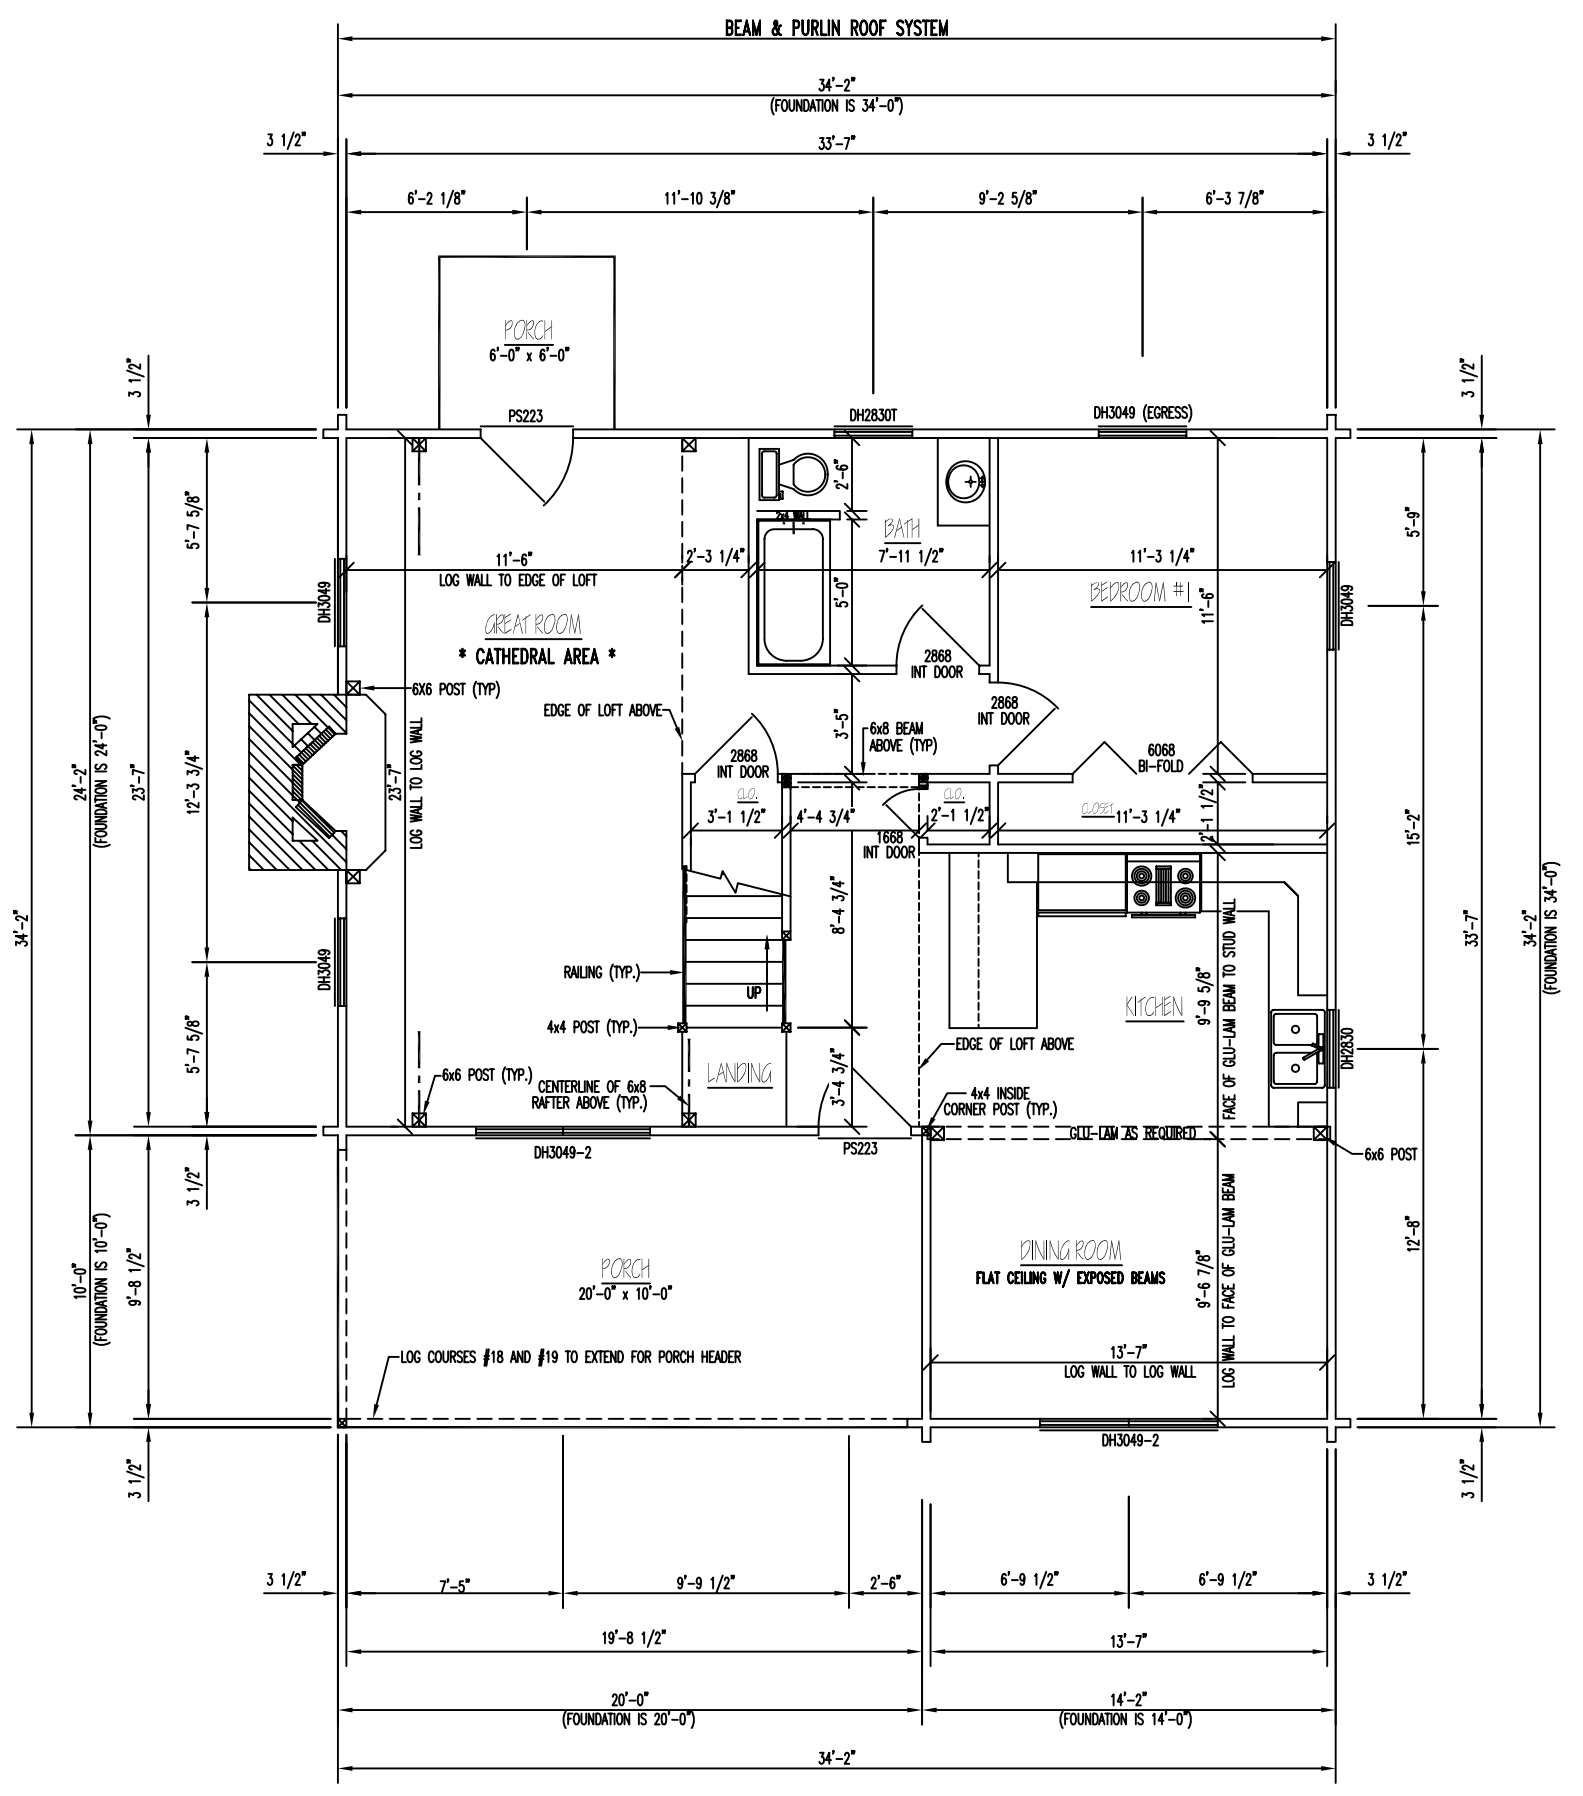 BEAM & PURLIN ROOF SYSTEM
34'-2"
(FOUNDATION IS 34'-0")
3 1/2"
33'-7"
3 1/2"
6'-2 1/8"
11'-10 3/8"
9'-2 5/8"
6'-3 7/8"
PORCH
6'-0" x 6'-0"
3 1/2"
3 1/2"
PS223
DH2830T
DH3049 (EGRESS)
2'-6"
2x4 WALL
BATH
5'-7 5/8"
5'-9"
11'-6"
LOG WALL TO EDGE OF LOFT
2'-3 1/4"
7'-11 1/2"
11'-3 1/4"
DH3049
5'-0"
BEDROOM #1
11'-6"
DH3049
GREAT ROOM
* CATHEDRAL AREA *
2868
INT DOOR
6X6 POST (TYP)
2868
INT DOOR
EDGE OF LOFT ABOVE
3'-5"
6x8 BEAM
ABOVE (TYP)
2868
INT DOOR
6068
BI-FOLD
24'-2"
(FOUNDATION IS 24'-0")
23'-7"
12'-3 3/4"
23'-7"
LOG WALL TO LOG WALL
CLO.
3'-1 1/2"
4'-4 3/4"
CLO.
2'-1 1/2"
CLOSET
11'-3 1/4"
2'-1 1/2"
15'-2"
1668
INT DOOR
34'-2"
8'-4 3/4"
33'-7"
34'-2"
(FOUNDATION IS 34'-0")
DH3049
RAILING (TYP.)
UP
KITCHEN
9'-9 5/8"
FACE OF GLU-LAM BEAM TO STUD WALL
4x4 POST (TYP.)
EDGE OF LOFT ABOVE
DH2830
5'-7 5/8"
6x6 POST (TYP.)
CENTERLINE OF 6x8
RAFTER ABOVE (TYP.)
LANDING
3'-4 3/4"
4x4 INSIDE
CORNER POST (TYP.)
GLU-LAM AS REQUIRED
DH3049-2
PS223
6x6 POST
3 1/2"
10'-0"
(FOUNDATION IS 10'-0")
9'-8 1/2"
PORCH
20'-0" x 10'-0"
DINING ROOM
FLAT CEILING W/ EXPOSED BEAMS
9'-6 7/8"
LOG WALL TO FACE OF GLU-LAM BEAM
12'-8"
LOG COURSES #18 AND #19 TO EXTEND FOR PORCH HEADER
13'-7"
LOG WALL TO LOG WALL
DH3049-2
3 1/2"
3 1/2"
3 1/2"
7'-5"
9'-9 1/2"
2'-6"
6'-9 1/2"
6'-9 1/2"
3 1/2"
19'-8 1/2"
13'-7"
20'-0"
(FOUNDATION IS 20'-0")
14'-2"
(FOUNDATION IS 14'-0")
34'-2"